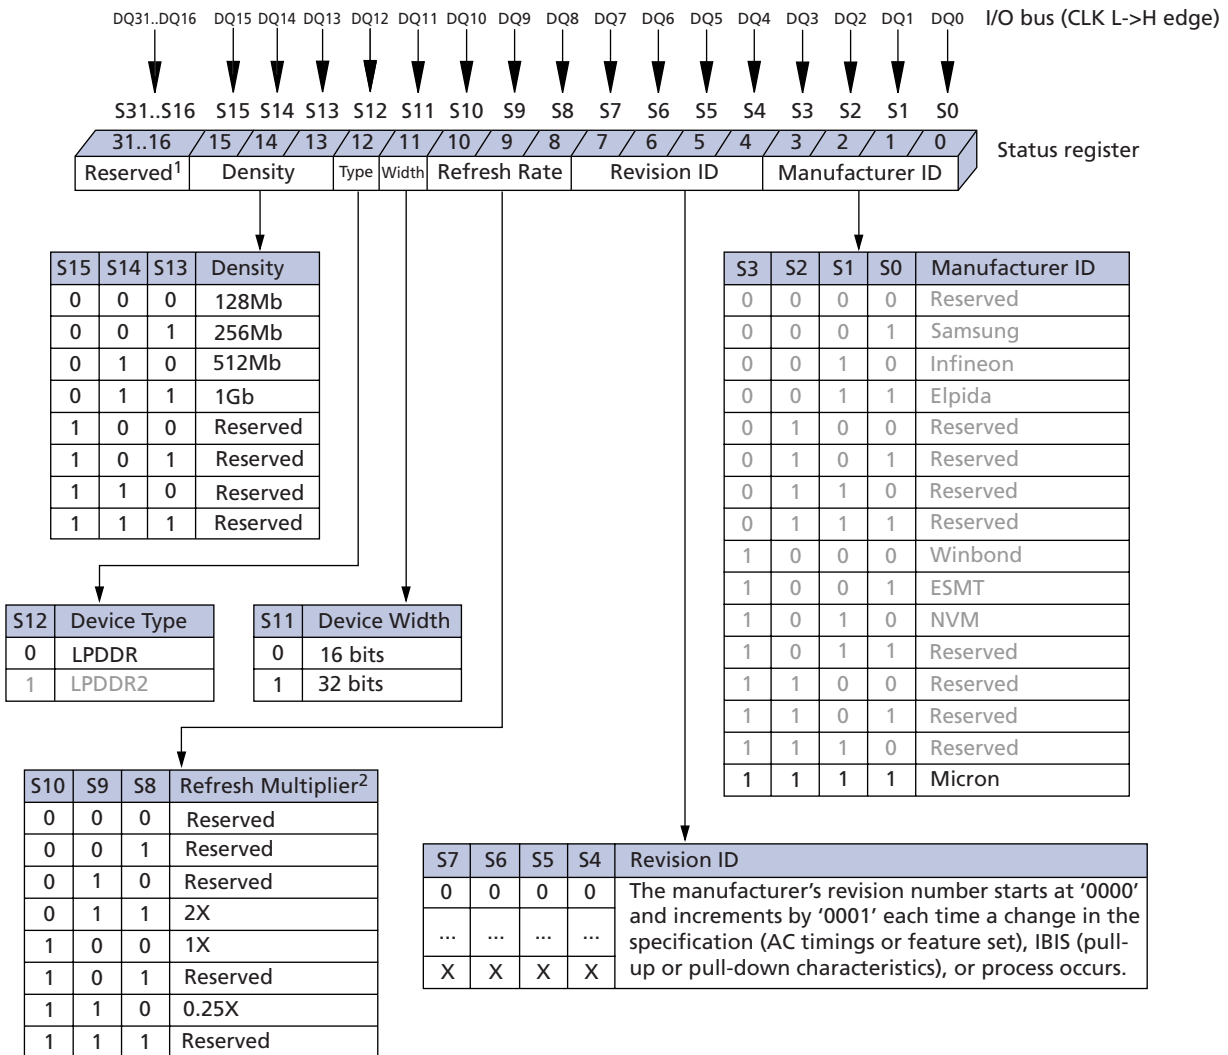 DQ31..DQ16 DQ15 DQ14 DQ13 DQ12 DQ11 DQ10 DQ9 DQ8 DQ7 DQ6 DQ5 DQ4 DQ3 DQ2 DQ1 DQ0 I/O bus (CLK L->H edge)
S31..S16 S15 S14 S13 S12 S11 S10 S9 S8 S7 S6 S5 S4 S3 S2 S1 S0
31..16 15 14 13 12 11 10 9 8 7 6 5 4 3 2 1 0 Status register
Reserved1 Density Type Width Refresh Rate Revision ID Manufacturer ID
S15 S14 S13 Density
0 0 0 128Mb
0 0 1 256Mb
0 1 0 512Mb
0 1 1 1Gb
1 0 0 Reserved
1 0 1 Reserved
1 1 0 Reserved
1 1 1 Reserved
S3 S2 S1 S0 Manufacturer ID
0 0 0 0 Reserved
0 0 0 1 Samsung
0 0 1 0 Infineon
0 0 1 1 Elpida
0 1 0 0 Reserved
0 1 0 1 Reserved
0 1 1 0 Reserved
0 1 1 1 Reserved
1 0 0 0 Winbond
1 0 0 1 ESMT
1 0 1 0 NVM
1 0 1 1 Reserved
1 1 0 0 Reserved
1 1 0 1 Reserved
1 1 1 0 Reserved
1 1 1 1 Micron
S12 Device Type
0 LPDDR
1 LPDDR2
S11 Device Width
0 16 bits
1 32 bits
S10 S9 S8 Refresh Multiplier2
0 0 0 Reserved
0 0 1 Reserved
0 1 0 Reserved
0 1 1 2X
1 0 0 1X
1 0 1 Reserved
1 1 0 0.25X
1 1 1 Reserved
S7 S6 S5 S4 Revision ID
0 0 0 0 The manufacturer's revision number starts at '0000'
and increments by '0001' each time a change in the
... ... ... ... specification (AC timings or feature set), IBIS (pull-
X X X X up or pull-down characteristics), or process occurs.